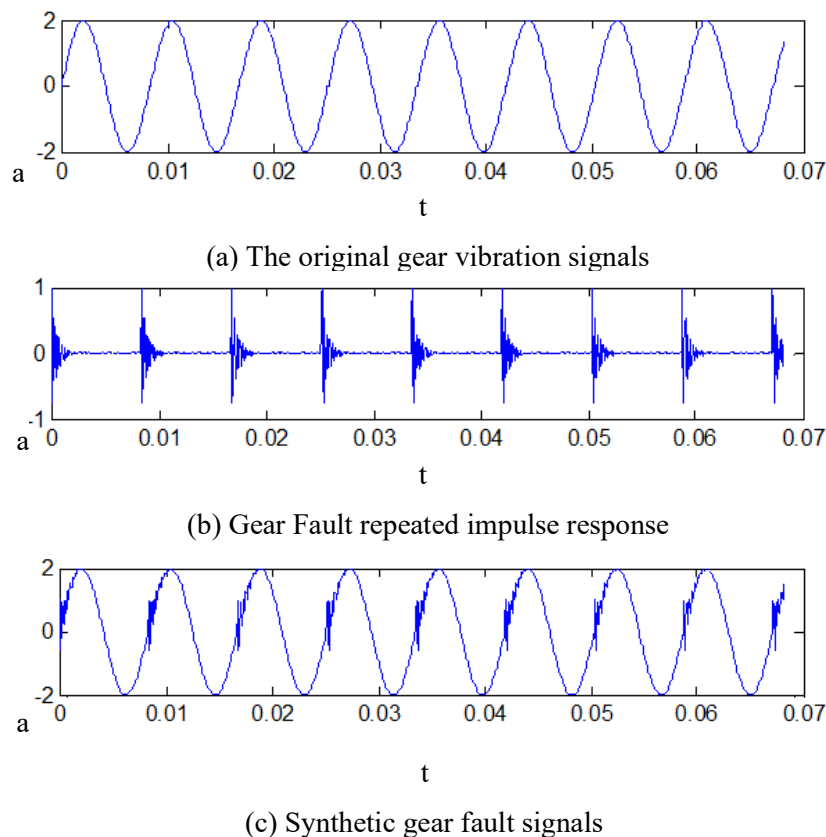 2
0
-2
a
0 0.01 0.02 0.03 0.04 0.05 0.06 0.07
t
(a) The original gear vibration signals
1
0
-1
a
0 0.01 0.02 0.03 0.04 0.05 0.06 0.07
t
(b) Gear Fault repeated impulse response
2
0
-2
a
0 0.01 0.02 0.03 0.04 0.05 0.06 0.07
t
(c) Synthetic gear fault signals